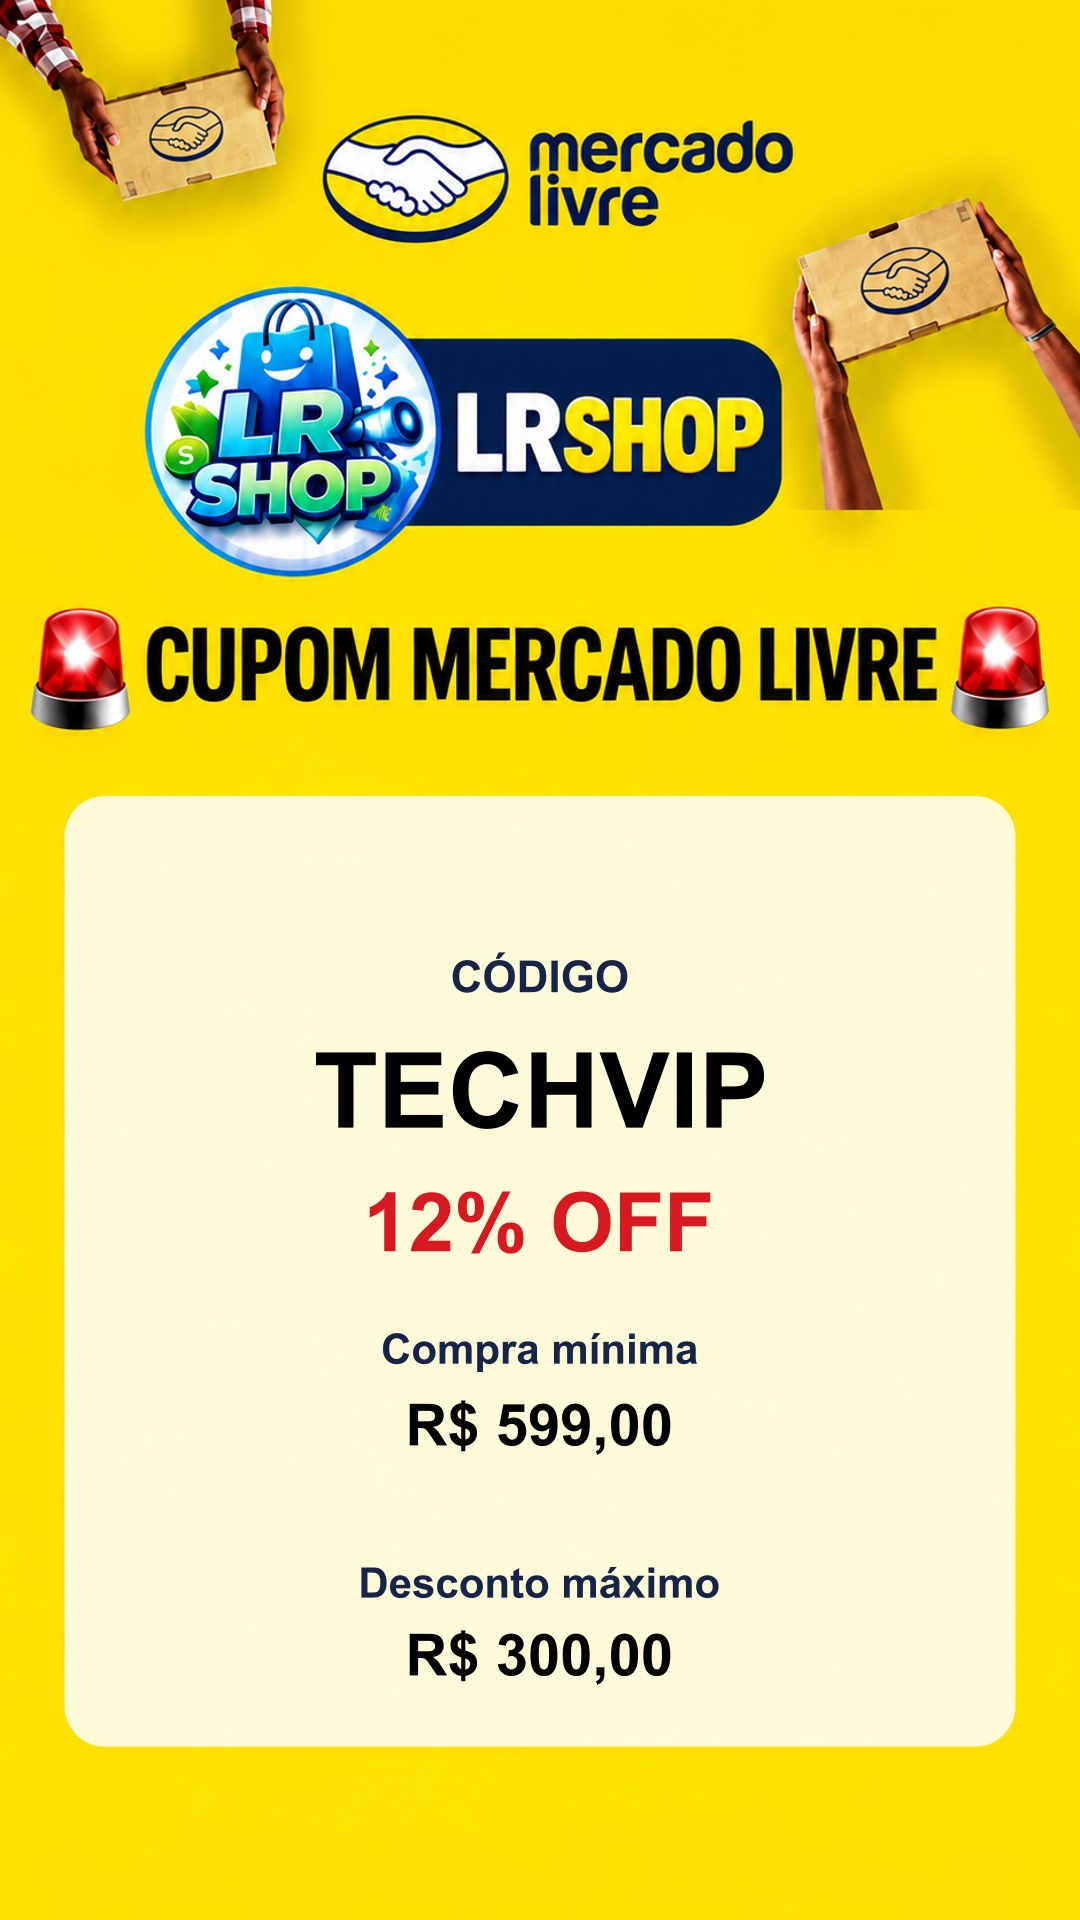 mercado
livre
LR
SHOP
S
LRSHOP
CUPOM MERCADO LIVRE
CÓDIGO
TECHVIP
12% OFF
Compra mínima
R$ 599,00
Desconto máximo
R$ 300,00